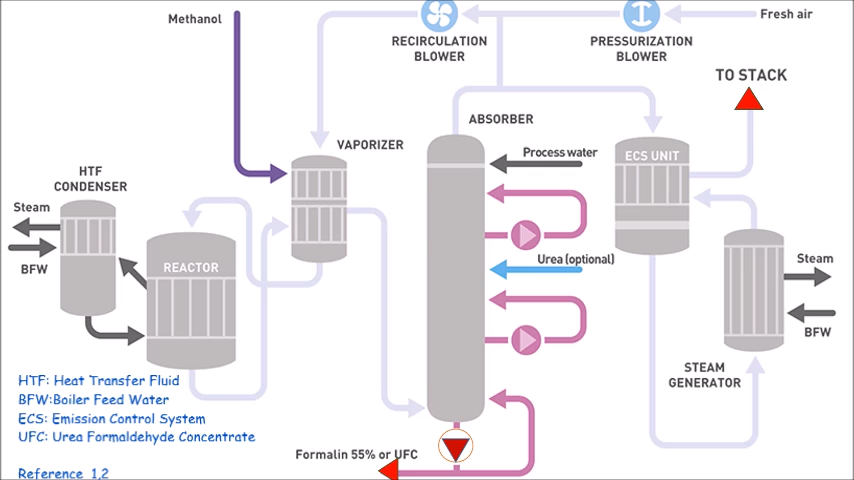 Methanol
Fresh air
RECIRCULATION
BLOWER
PRESSURIZATION
BLOWER
TO STACK
ABSORBER
VAPORIZER
Process water
ECS UNIT
HTF
CONDENSER
Steam
BFW
REACTOR
Urea (optional)
Steam
BFW
STEAM
GENERATOR
HTF: Heat Transfer Fluid
BFW:Boiler Feed Water
ECS: Emission Control System
UFC: Urea Formaldehyde Concentrate
Formalin 55% or UFC
Reference 1,2